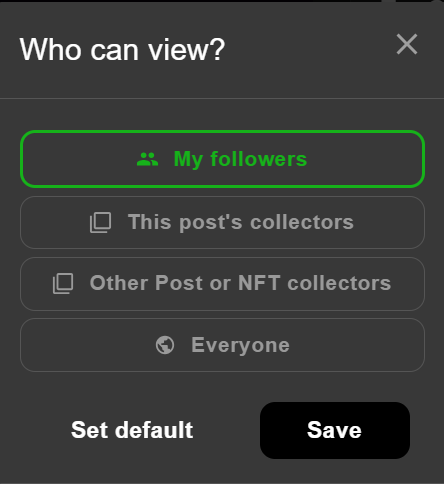 Who can view?
My followers
This post's collectors
Other Post or NFT collectors
Everyone
Set default
Save